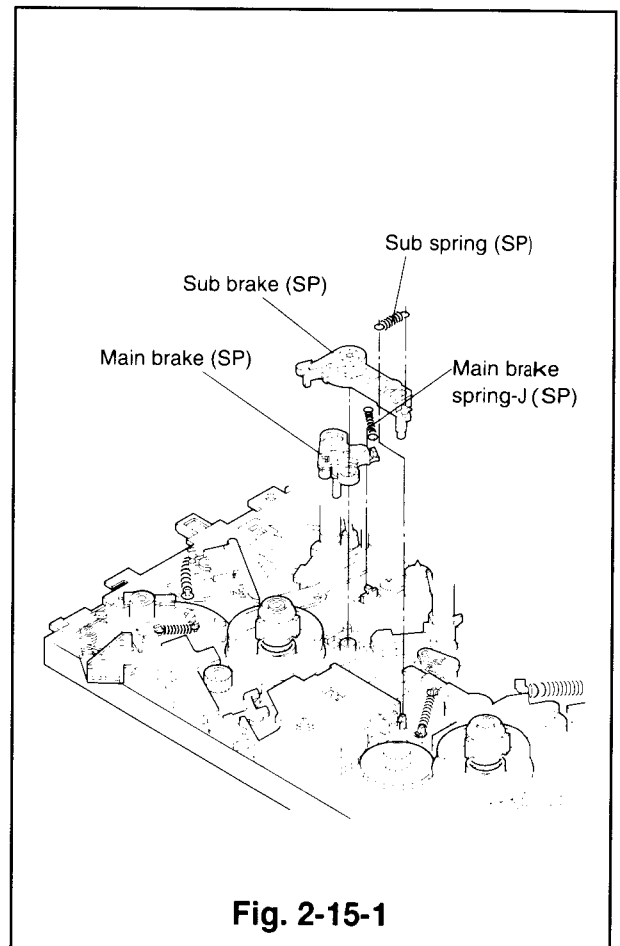 Sub spring (SP)
Sub brake (SP)
Main brake (SP)
Main brake
spring-J (SP)
Fig. 2-15-1